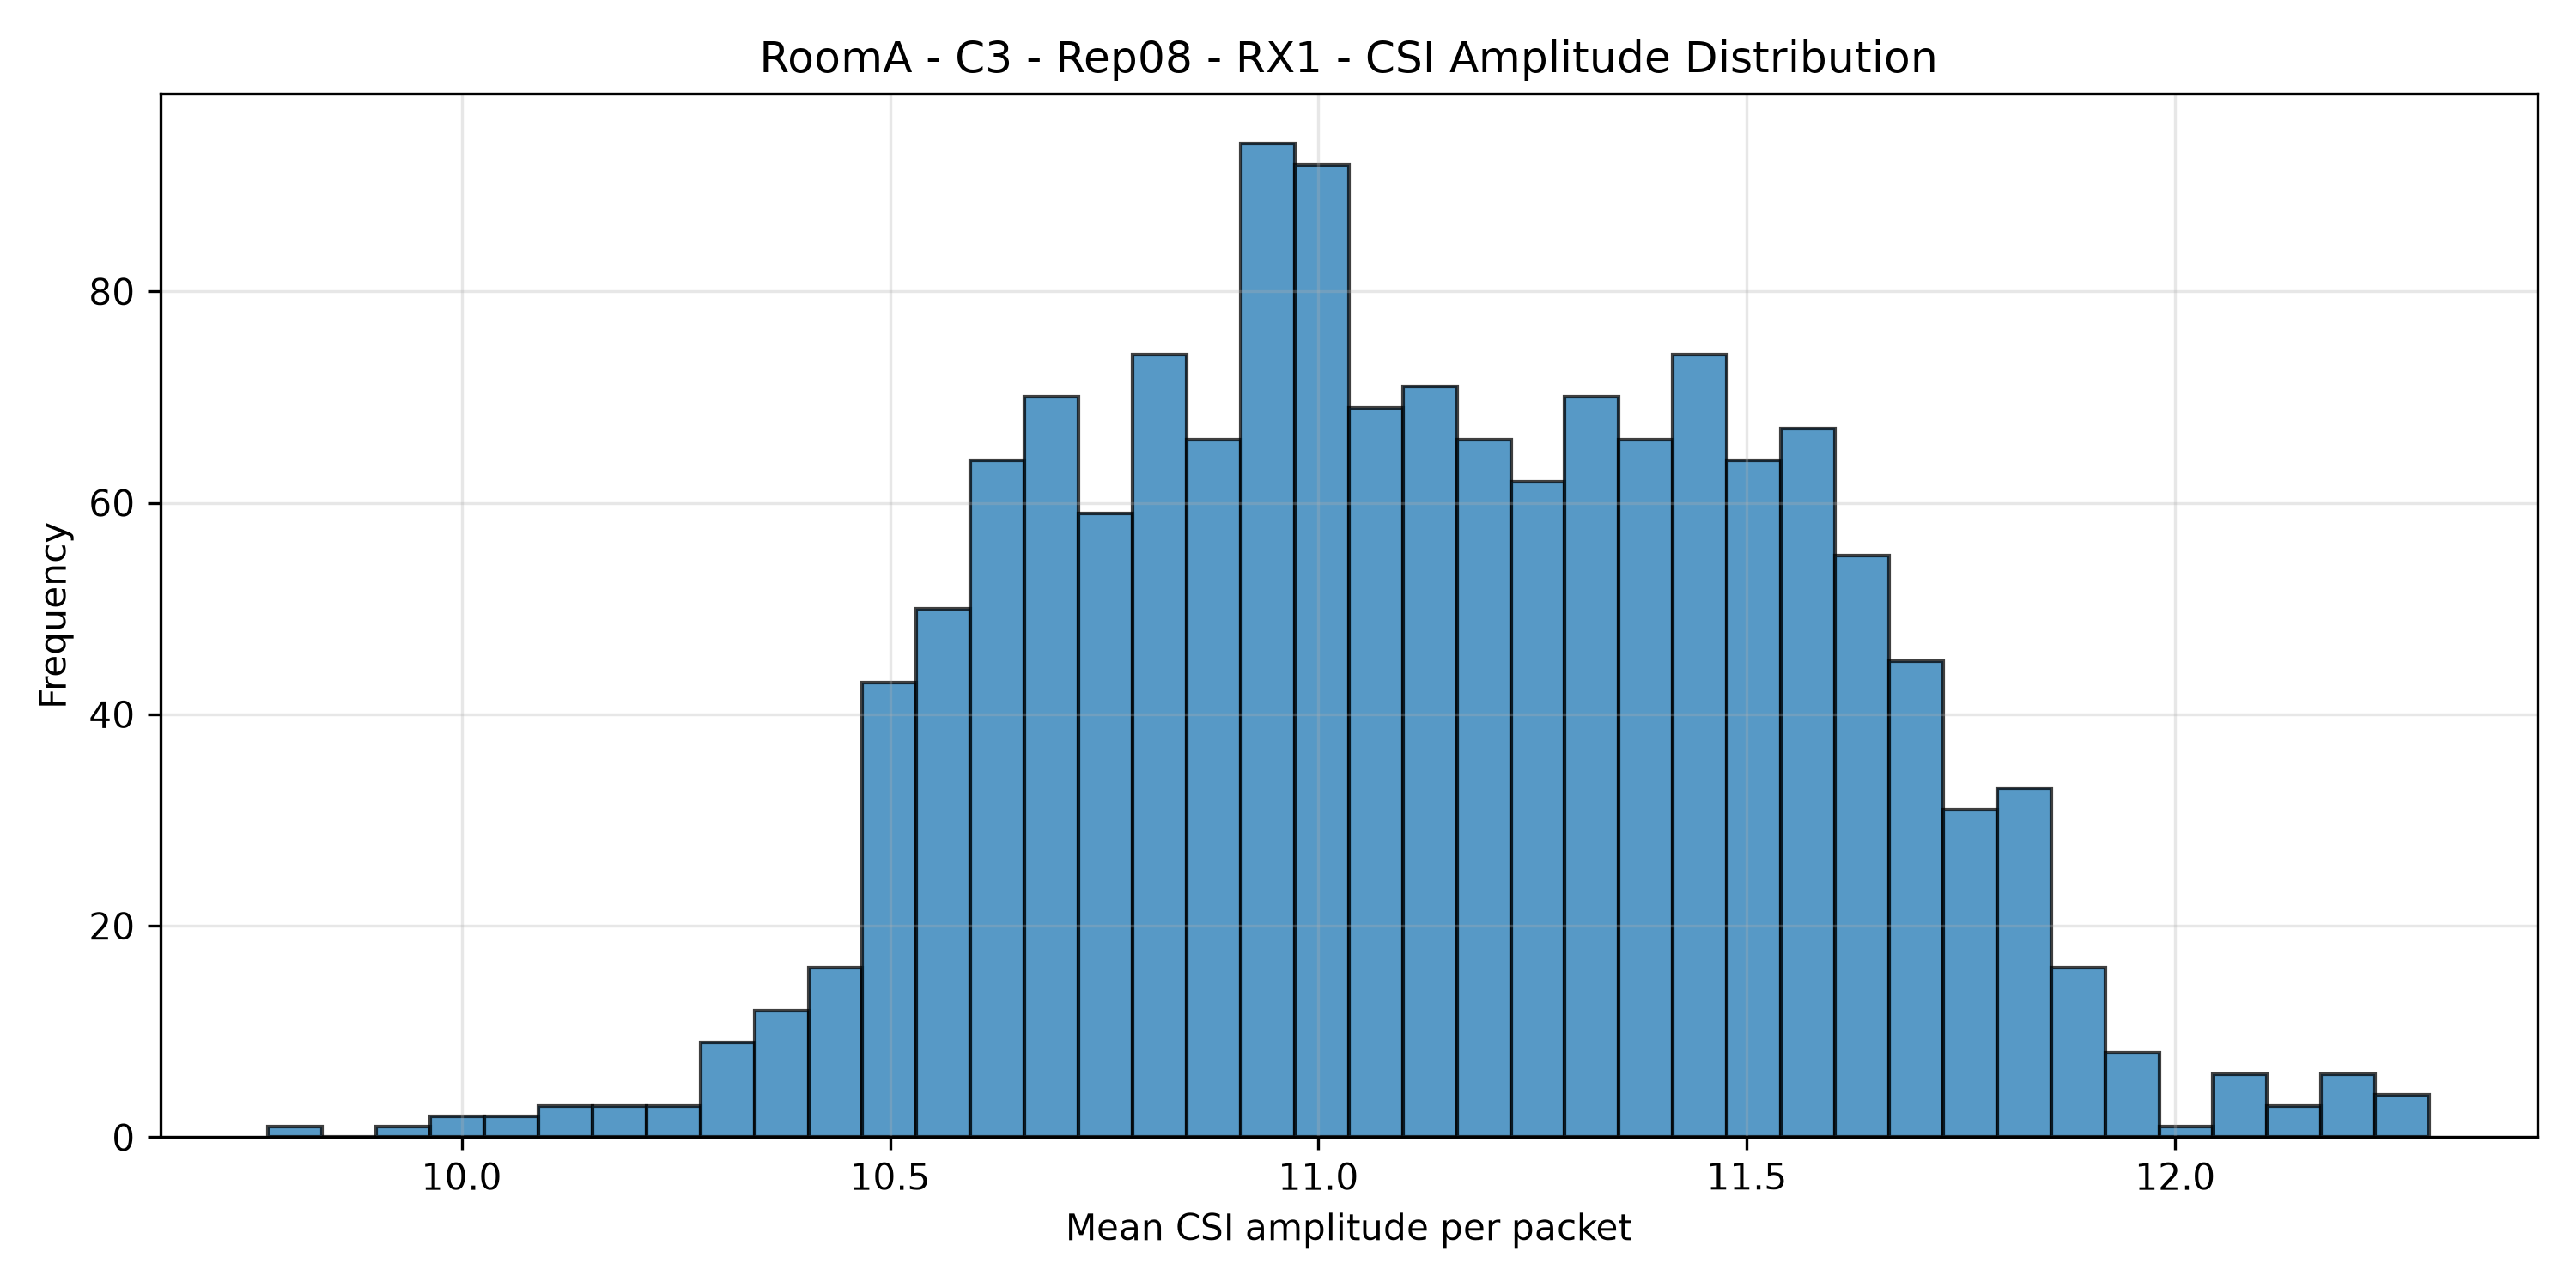 RoomA - C3 - Rep08 - RX1 - CSI Amplitude Distribution
Frequency
80
60
40
20
0
10.0 10.5 11.0 11.5 12.0
Mean CSI amplitude per packet